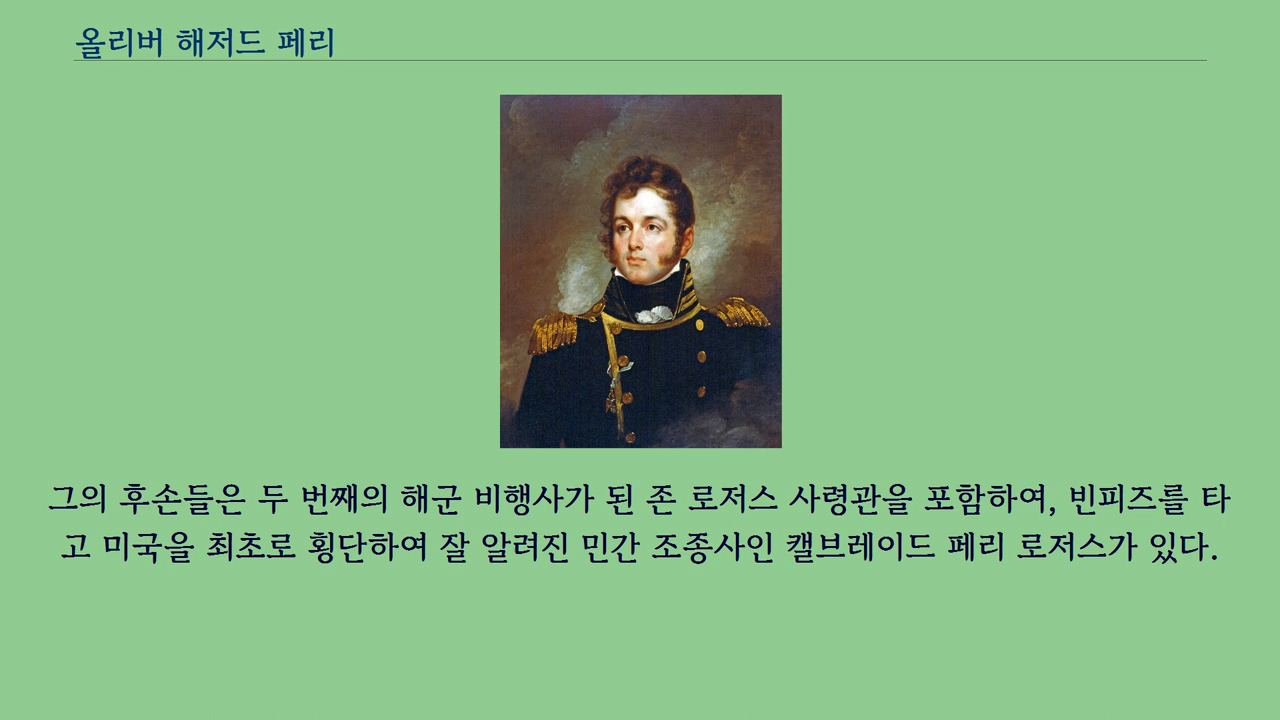 올리버 해저드 페리
그의 후손들은 두 번째의 해군 비행사가 된 존 로저스 사령관을 포함하여, 빈피즈를 타
고 미국을 최초로 횡단하여 잘 알려진 민간 조종사인 캘브레이드 페리 로저스가 있다.